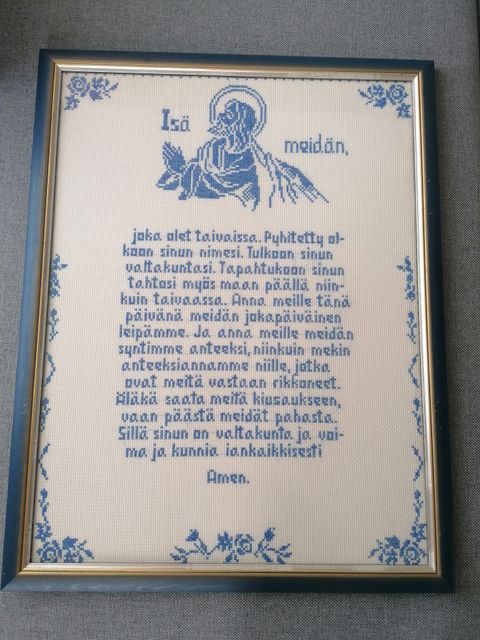 Isä
meidän,
joka olet taivaissa. Pyhitetty ol-
koon sinun nimesi. Tulkoon sinun
valtakuntasi. Tapahtukoon sinun
tahtosi myös maan päällä niin-
kuin taivaassa. Anna meille tänä
päivänä meidän jokapäiväinen
leipämme. Ja anna meille meidän
syntimme anteeksi, niinkuin mekin
anteeksiannamme niille, jotka
ovat meitä vastaan rikkoneet.
Äläkä saata meitä kiusaukseen,
vaan päästä meidät pahasta.
Sillä sinun on valtakunta ja voi-
ma ja kunnia iankaikkisesti
Amen.